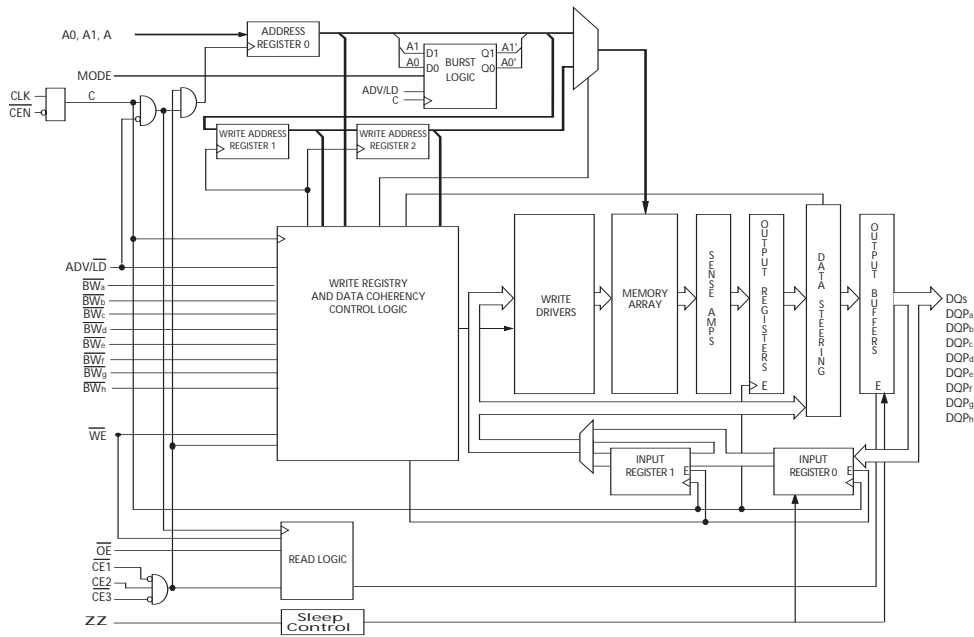 A0, A1, A
ADDRESS
REGISTER 0
A1
A0
D1
D0
BURST
LOGIC
Q1
Q0
A1'
A0'
MODE
ADV/LD
C
CLK
CEN
C
WRITE ADDRESS
REGISTER 1
WRITE ADDRESS
REGISTER 2
ADV/LD
BWa
BWb
BWc
BWd
BWe
BWf
BWg
BWh
WE
WRITE REGISTRY
AND DATA COHERENCY
CONTROL LOGIC
WRITE
DRIVERS
MEMORY
ARRAY
SENSE AMPS
OUTPUT REGISTERS
E
DATA STEERING
OUTPUT BUFFERS
E
DQs
DQPa
DQPb
DQPc
DQPd
DQPe
DQPf
DQPg
DQPh
INPUT
REGISTER 1
E
INPUT
REGISTER 0
E
OE
CE1
CE2
CE3
READ LOGIC
ZZ
Sleep
Control